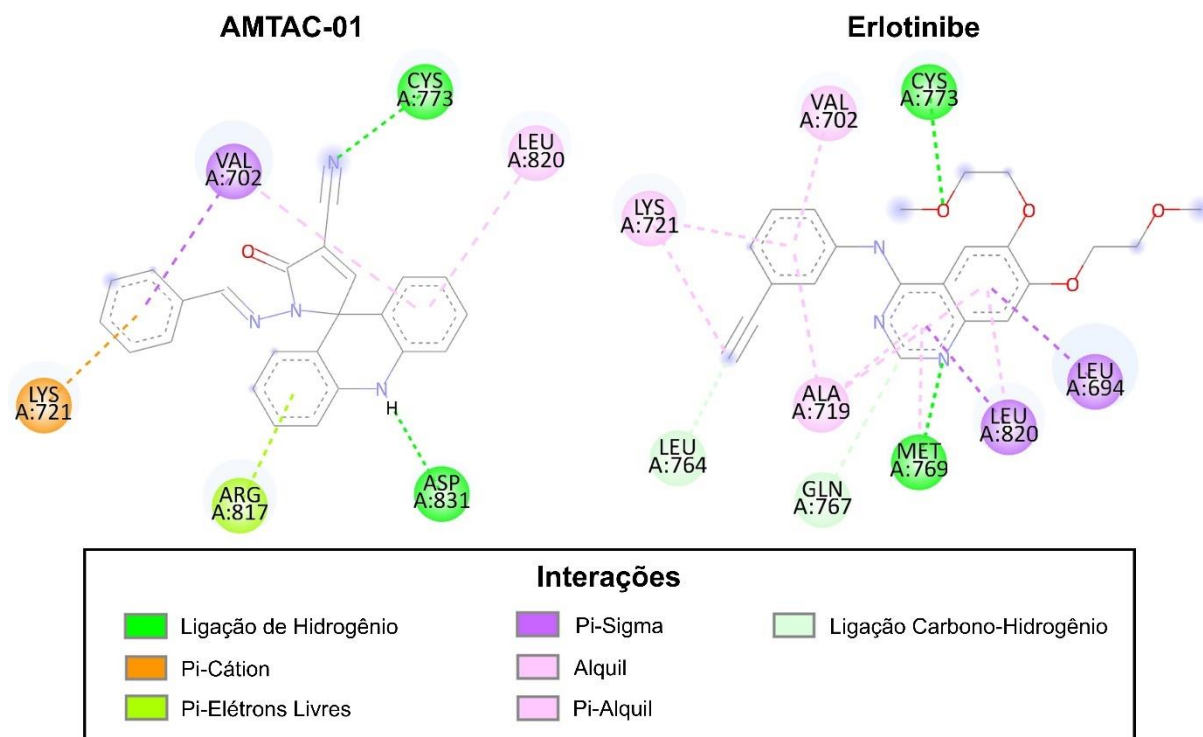 AMTAC-01
Erlotinibe
CYS
A:773
VAL
A:702
LEU
A:820
N
O
N
N
N
H
LYS
A:721
ARG
A:817
ASP
A:831
CYS
A:773
VAL
A:702
LYS
A:721
O
O
O
O
N
N
N
ALA
A:719
LEU
A:694
LEU
A:820
MET
A:769
LEU
A:764
GLN
A:767
Interações
Ligação de Hidrogênio
Pi-Cátion
Pi-Elétrons Livres
Pi-Sigma
Alquil
Pi-Alquil
Ligação Carbono-Hidrogênio